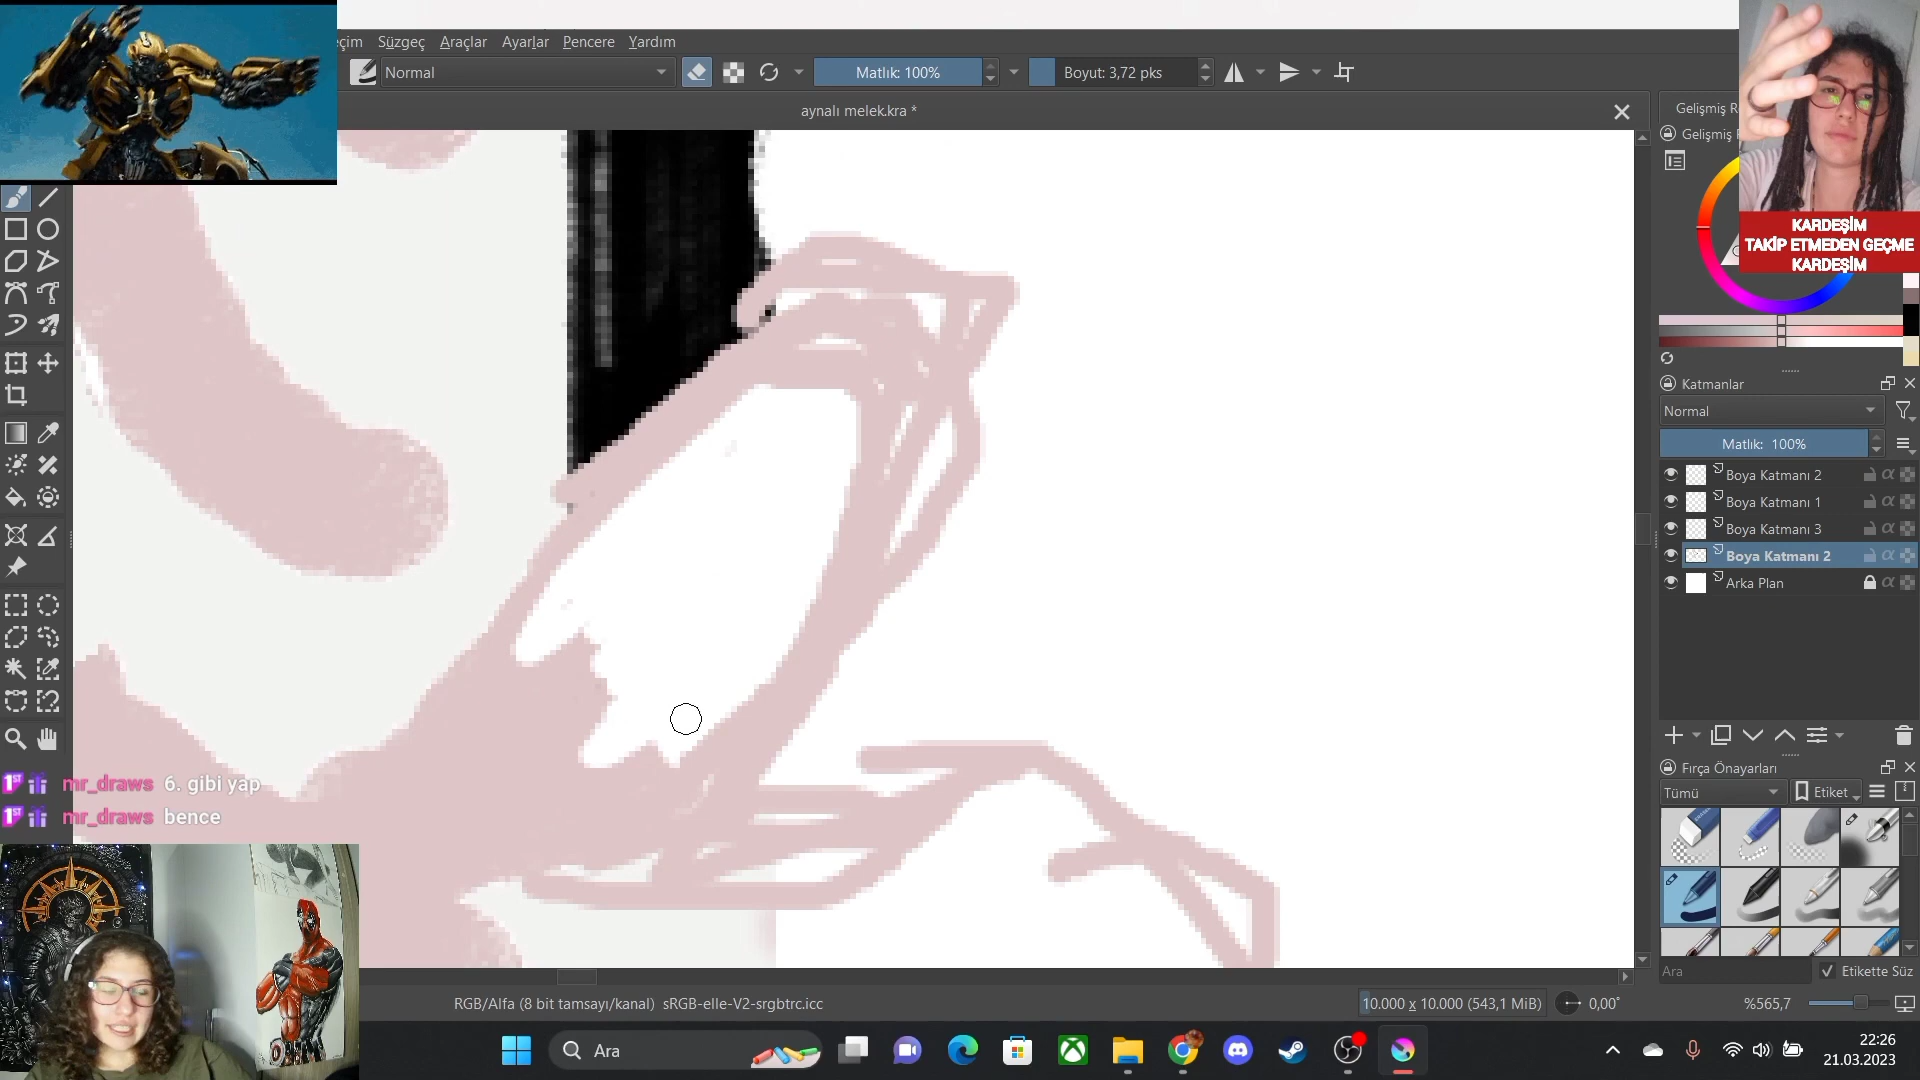 Süzgeç Araçlar Ayarlar Pencere Yardım
Normal
Matlık: 100%
Boyut: 3,72 pks
aynalı melek.kra *
KARDEŞİM
TAKİP ETMEDEN GEÇME
KARDEŞİM
Katmanlar
Normal
Matlık: 100%
Boya Katmanı 2
Boya Katmanı 1
Boya Katmanı 3
Boya Katmanı 2
Arka Plan
Fırça Önayarları
Tümü
Etiket
Ara
Etikette Süz
mr_draws 6. gibi yap
mr_draws bence
RGB/Alfa (8 bit tamsayı/kanal) sRGB-elle-V2-srgbtrc.icc
10.000 x 10.000 (543,1 MiB)
0,00°
%565,7
Ara
22:26
21.03.2023